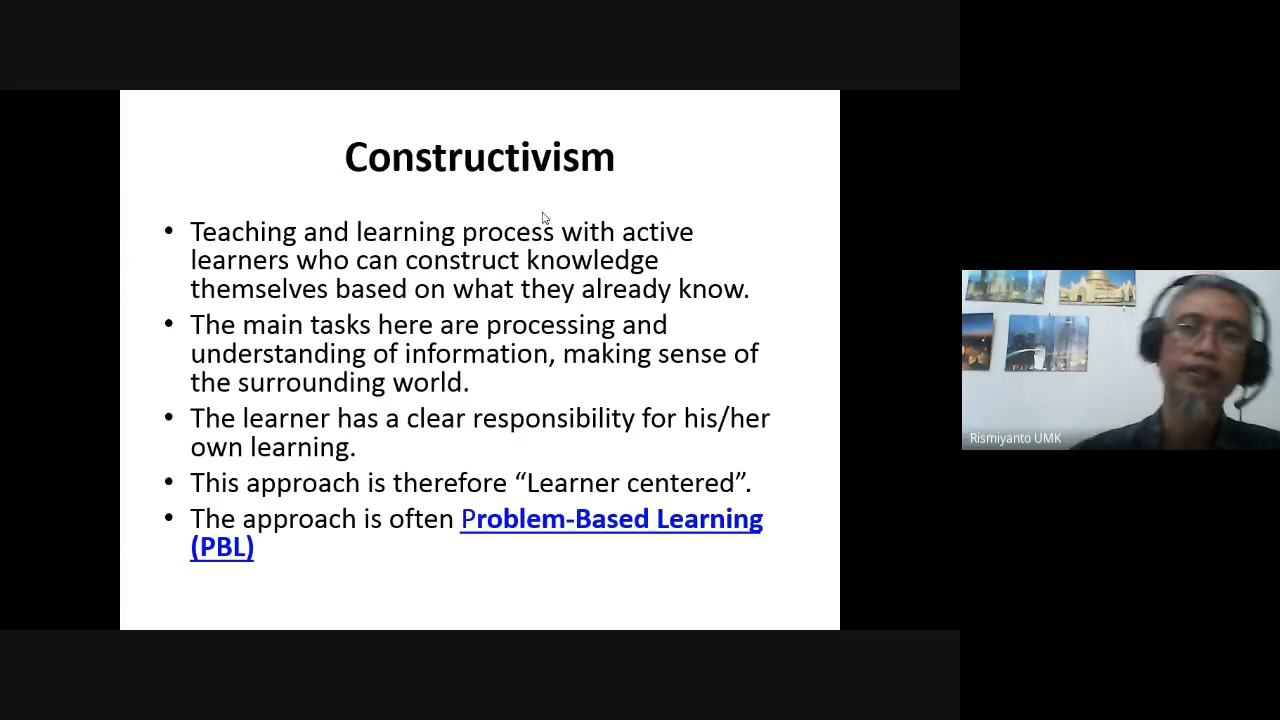 Constructivism
• Teaching and learning process with active
learners who can construct knowledge
themselves based on what they already know.
• The main tasks here are processing and
understanding of information, making sense of
the surrounding world.
• The learner has a clear responsibility for his/her
own learning.
• This approach is therefore “Learner centered”.
• The approach is often Problem-Based Learning
(PBL)
Rismiyanto UMK